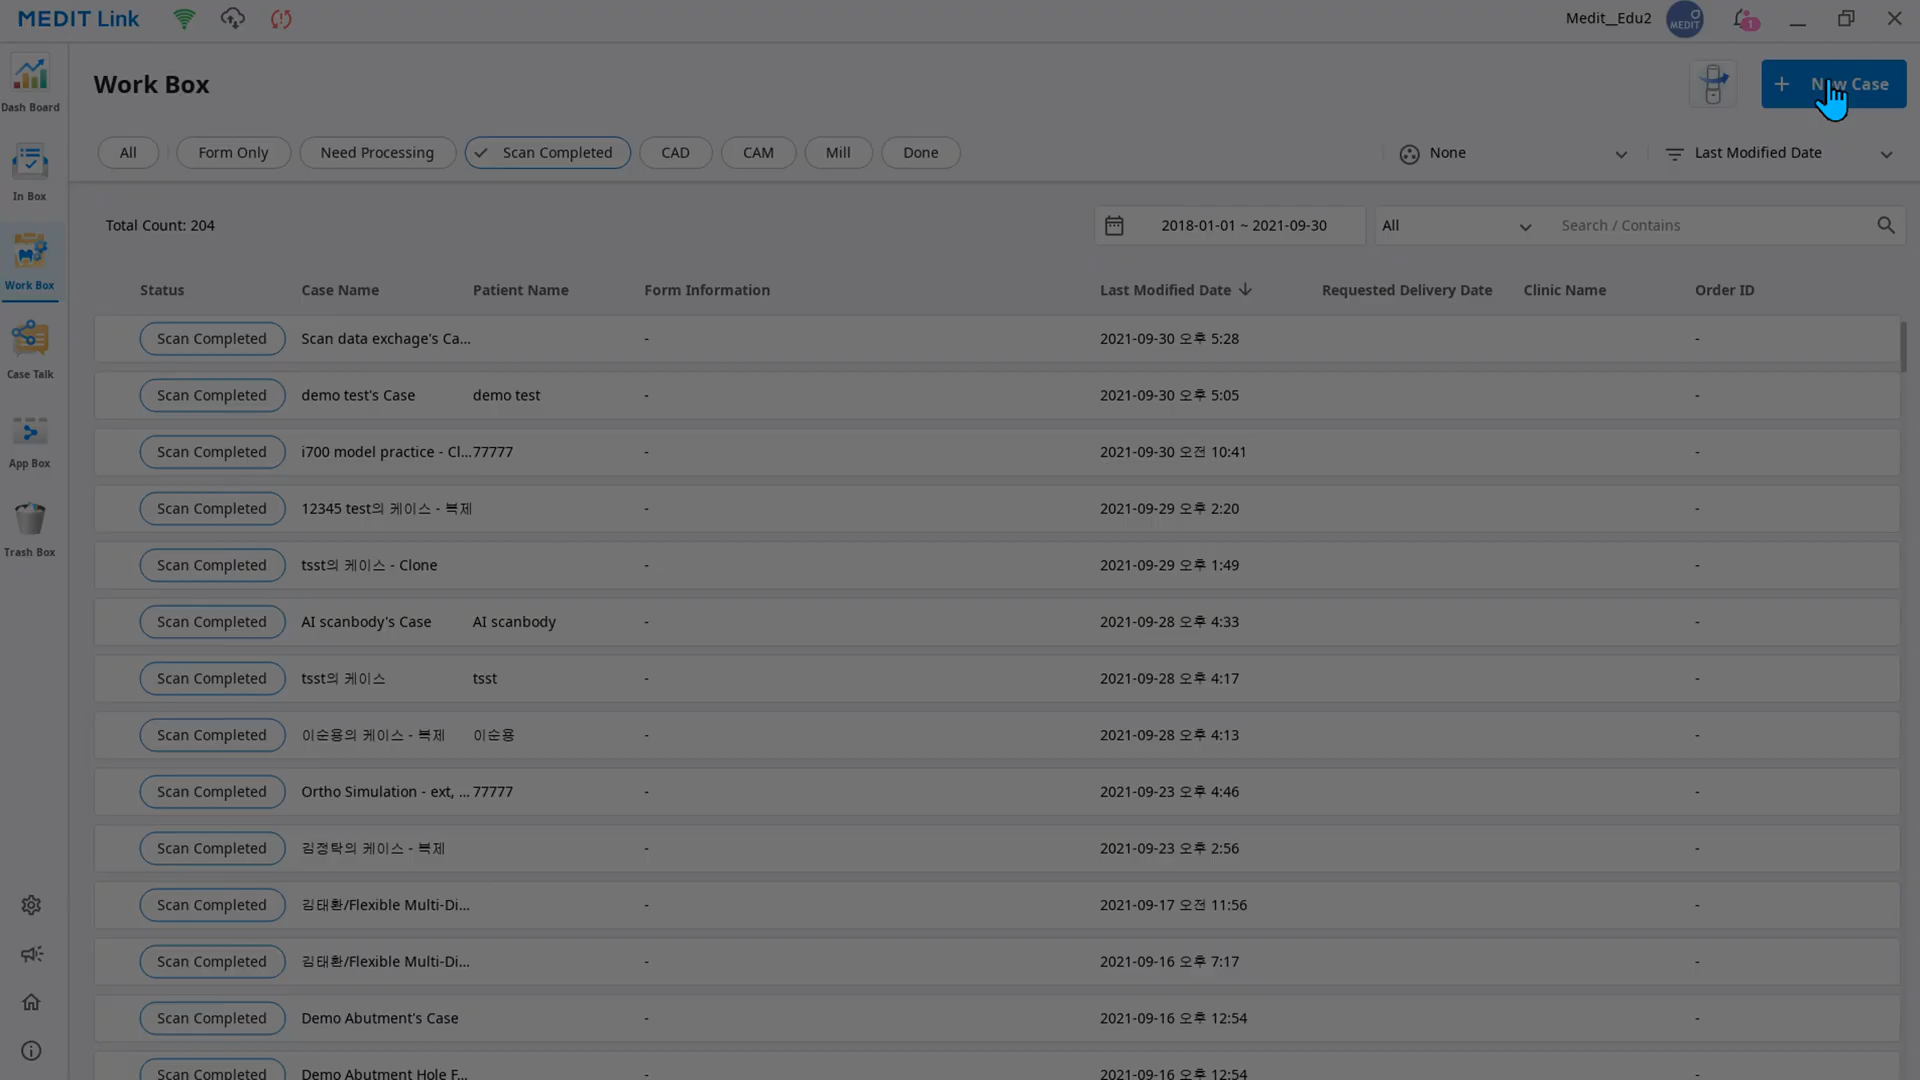 MEDIT Link
Medit__Edu2
MEDIT
1
Dash Board
In Box
Work Box
Case Talk
App Box
Trash Box
Work Box
+ New Case
All
Form Only
Need Processing
Scan Completed
CAD
CAM
Mill
Done
None
Last Modified Date
Total Count: 204
2018-01-01 ~ 2021-09-30
All
Search / Contains
Status Case Name Patient Name Form Information Last Modified Date Requested Delivery Date Clinic Name Order ID
Scan Completed Scan data exchage's Ca... - 2021-09-30 오후 5:28 -
Scan Completed demo test's Case demo test - 2021-09-30 오후 5:05 -
Scan Completed i700 model practice - Cl... 77777 - 2021-09-30 오전 10:41 -
Scan Completed 12345 test의 케이스 - 복제 - 2021-09-29 오후 2:20 -
Scan Completed tsst의 케이스 - Clone - 2021-09-29 오후 1:49 -
Scan Completed AI scanbody's Case AI scanbody - 2021-09-28 오후 4:33 -
Scan Completed tsst의 케이스 tsst - 2021-09-28 오후 4:17 -
Scan Completed 이순용의 케이스 - 복제 이순용 - 2021-09-28 오후 4:13 -
Scan Completed Ortho Simulation - ext, ... 77777 - 2021-09-23 오후 4:46 -
Scan Completed 김정탁의 케이스 - 복제 - 2021-09-23 오후 2:56 -
Scan Completed 김태환/Flexible Multi-Di... - 2021-09-17 오전 11:56 -
Scan Completed 김태환/Flexible Multi-Di... - 2021-09-16 오후 7:17 -
Scan Completed Demo Abutment's Case - 2021-09-16 오후 12:54 -
Scan Completed Demo Abutment Hole F... - 2021-09-16 오후 12:54 -